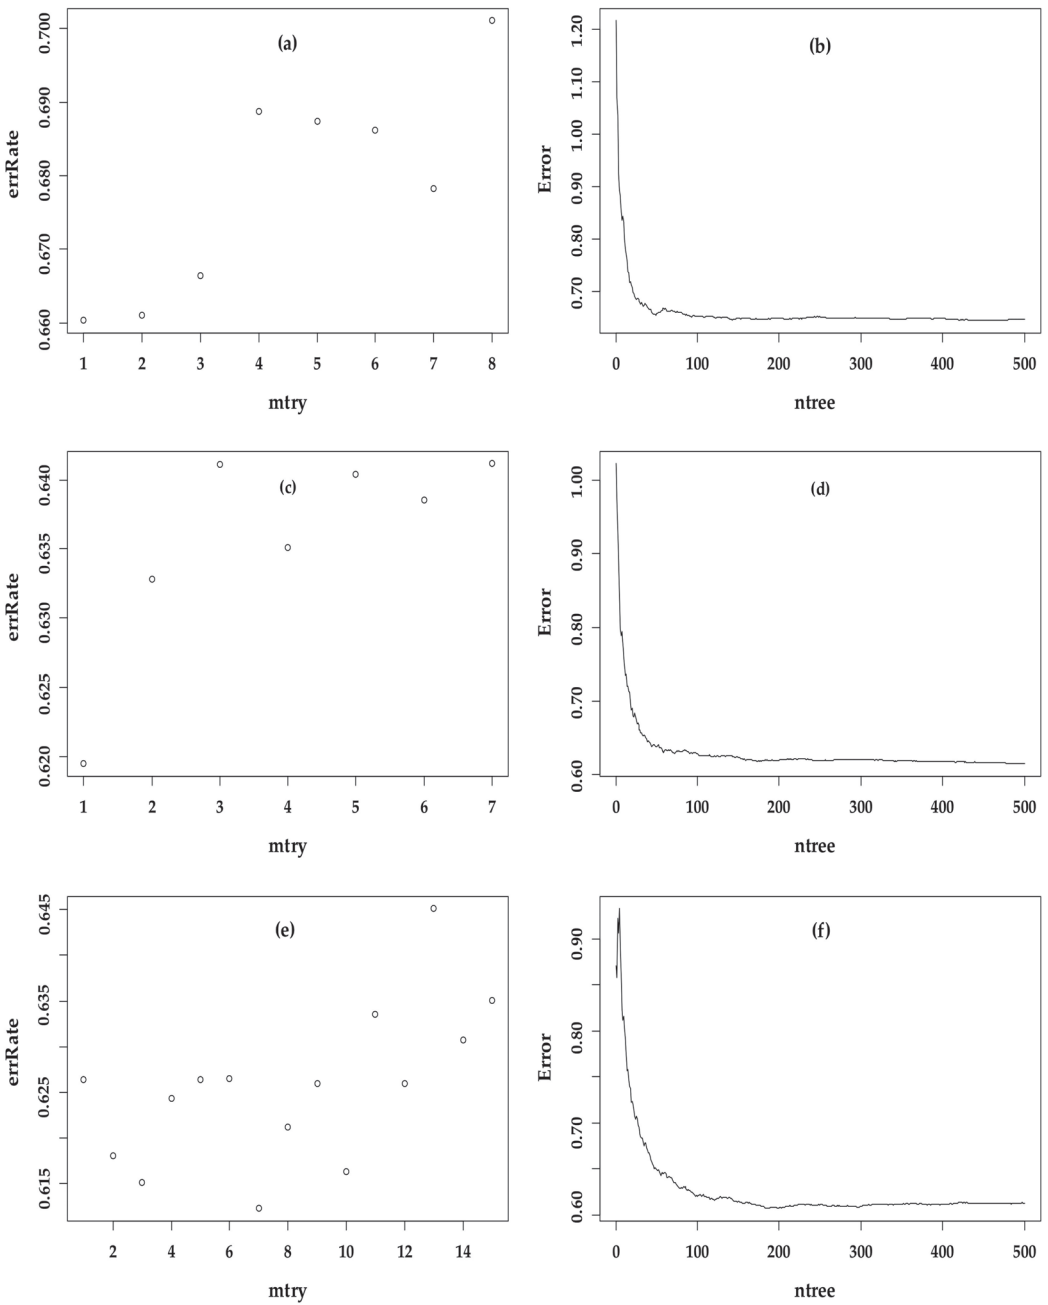 (a)
errRate
0.700
0.690
0.680
0.670
0.660
1 2 3 4 5 6 7 8
mtry
(b)
Error
1.20
1.10
1.00
0.90
0.80
0.70
0 100 200 300 400 500
ntree
(c)
errRate
0.640
0.635
0.630
0.625
0.620
1 2 3 4 5 6 7
mtry
(d)
Error
1.00
0.90
0.80
0.70
0.60
0 100 200 300 400 500
ntree
(e)
errRate
0.645
0.635
0.625
0.615
2 4 6 8 10 12 14
mtry
(f)
Error
0.90
0.80
0.70
0.60
0 100 200 300 400 500
ntree